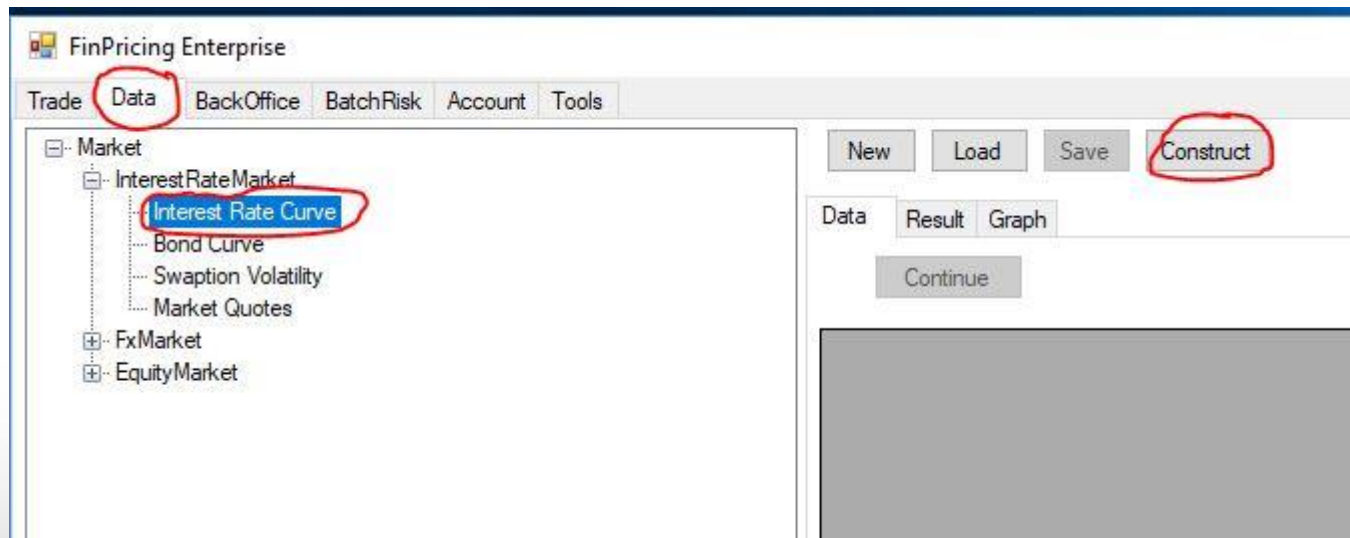 FinPricing Enterprise
Trade Data BackOffice BatchRisk Account Tools
Market
InterestRateMarket
Interest Rate Curve
Bond Curve
Swaption Volatility
Market Quotes
FxMarket
EquityMarket
New Load Save Construct
Data Result Graph
Continue